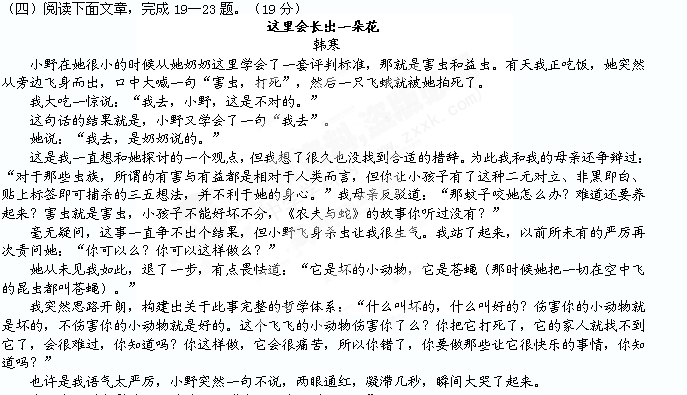 （四）阅读下面文章，完成 19—23 题。（19 分）
这里会长出一朵花
韩寒
小野在她很小的时候从她奶奶这里学会了一套评判标准，那就是害虫和益虫。有天我正吃饭，她突然
从旁边飞身而出，口中大喊一句“害虫，打死”，然后一只飞蛾就被她拍死了。
我大吃一惊说：“我去，小野，这是不对的。”
这句话的结果就是，小野又学会了一句“我去”。
她说：“我去，是奶奶说的。”
这是我一直想和她探讨的一个观点，但我想了很久也没找到合适的措辞。为此我和我的母亲还争辩过：
“对于那些虫族，所谓的有害与有益都是相对于人类而言，但你让小孩子有了这种二元对立、非黑即白、
贴上标签即可捕杀的三五想法，并不利于她的身心。”我母亲反驳道：“那蚊子咬她怎么办？难道还要养
起来？害虫就是害虫，小孩子不能好坏不分，《农夫与蛇》的故事你听过没有？”
毫无疑问，这事一直争不出个结果，但小野飞身杀虫让我很生气。我站了起来，以前所未有的严厉再
次责问她：“你可以么？你可以这样做么？”
她从未见我如此，退了一步，有点畏怯道：“它是坏的小动物，它是苍蝇（那时候她把一切在空中飞
的昆虫都叫苍蝇）。”
我突然思路开朗，构建出关于此事完整的哲学体系：“什么叫坏的，什么叫好的？伤害你的小动物就
是坏的，不伤害你的小动物就是好的。这个飞飞的小动物伤害你了么？你把它打死了，它的家人就找不到
它了，会很难过，你知道吗？你这样做，它会很痛苦，所以你错了，你要做那些让它很快乐的事情，你知
道吗？”
也许是我语气太严厉，小野突然一句不说，两眼通红，凝滞几秒，瞬间大哭了起来。